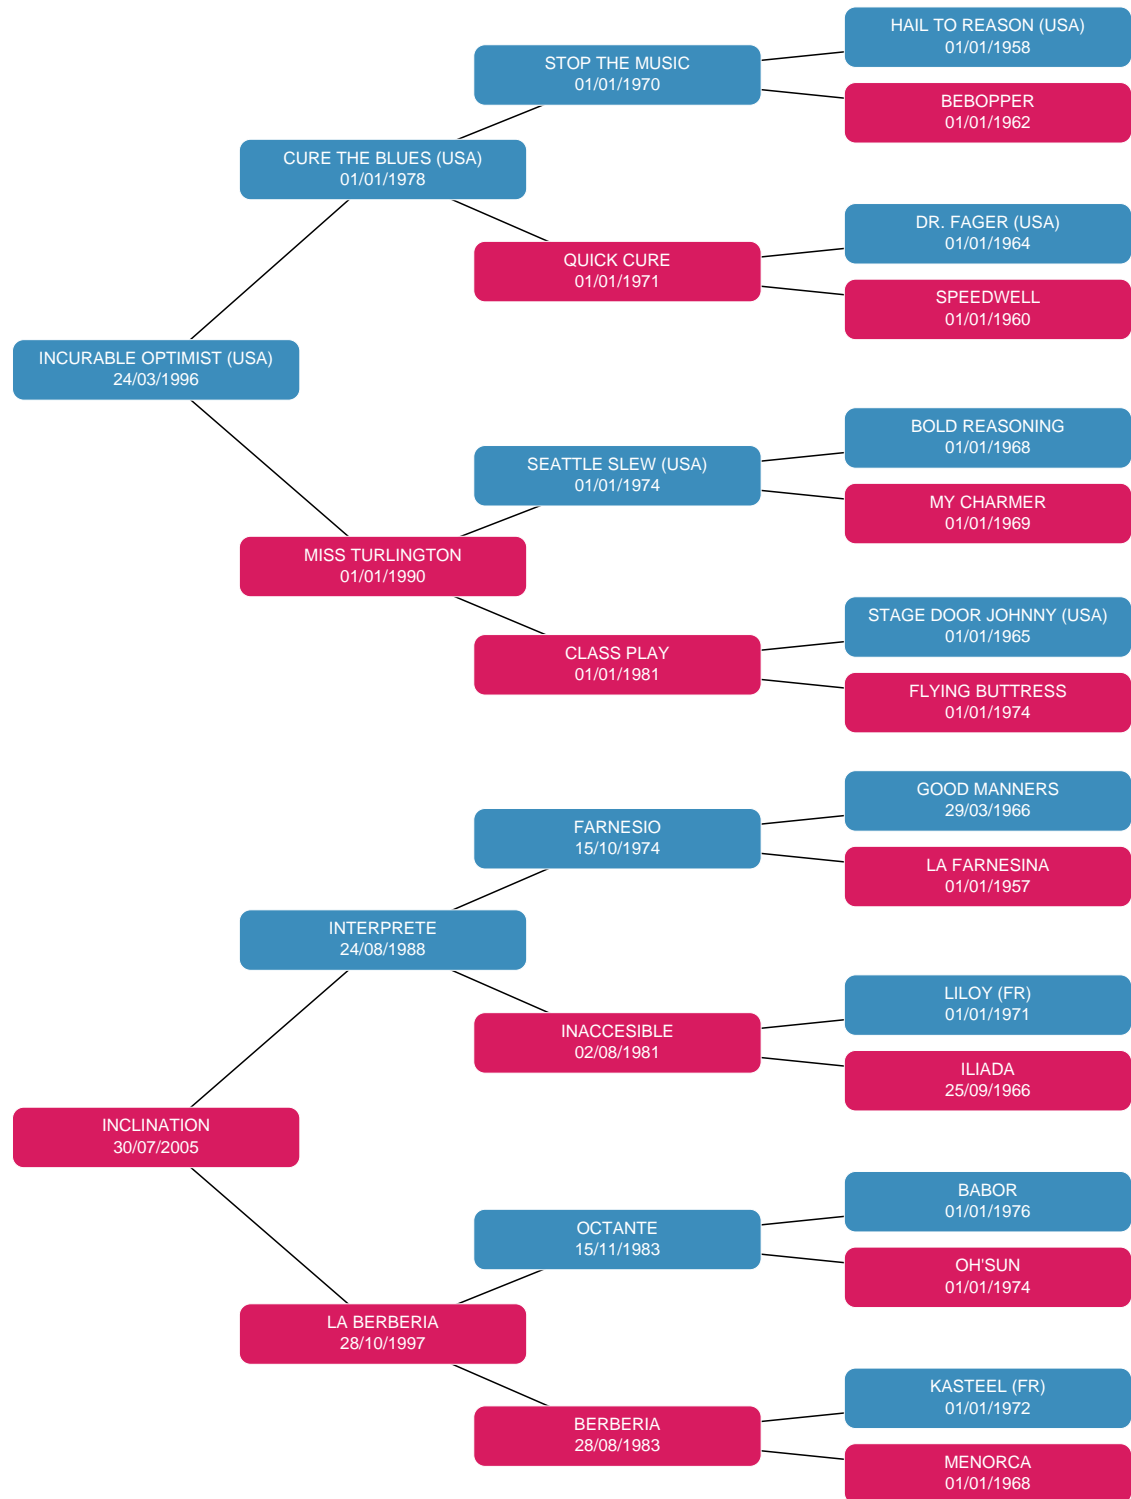 HAIL TO REASON (USA)
01/01/1958
STOP THE MUSIC
01/01/1970
BEBOPPER
01/01/1962
CURE THE BLUES (USA)
01/01/1978
DR. FAGER (USA)
01/01/1964
QUICK CURE
01/01/1971
SPEEDWELL
01/01/1960
INCURABLE OPTIMIST (USA)
24/03/1996
BOLD REASONING
01/01/1968
SEATTLE SLEW (USA)
01/01/1974
MY CHARMER
01/01/1969
MISS TURLINGTON
01/01/1990
STAGE DOOR JOHNNY (USA)
01/01/1965
CLASS PLAY
01/01/1981
FLYING BUTTRESS
01/01/1974
GOOD MANNERS
29/03/1966
FARNESIO
15/10/1974
LA FARNESINA
01/01/1957
INTERPRETE
24/08/1988
LILOY (FR)
01/01/1971
INACCESIBLE
02/08/1981
ILIADA
25/09/1966
INCLINATION
30/07/2005
BABOR
01/01/1976
OCTANTE
15/11/1983
OH'SUN
01/01/1974
LA BERBERIA
28/10/1997
KASTEEL (FR)
01/01/1972
BERBERIA
28/08/1983
MENORCA
01/01/1968